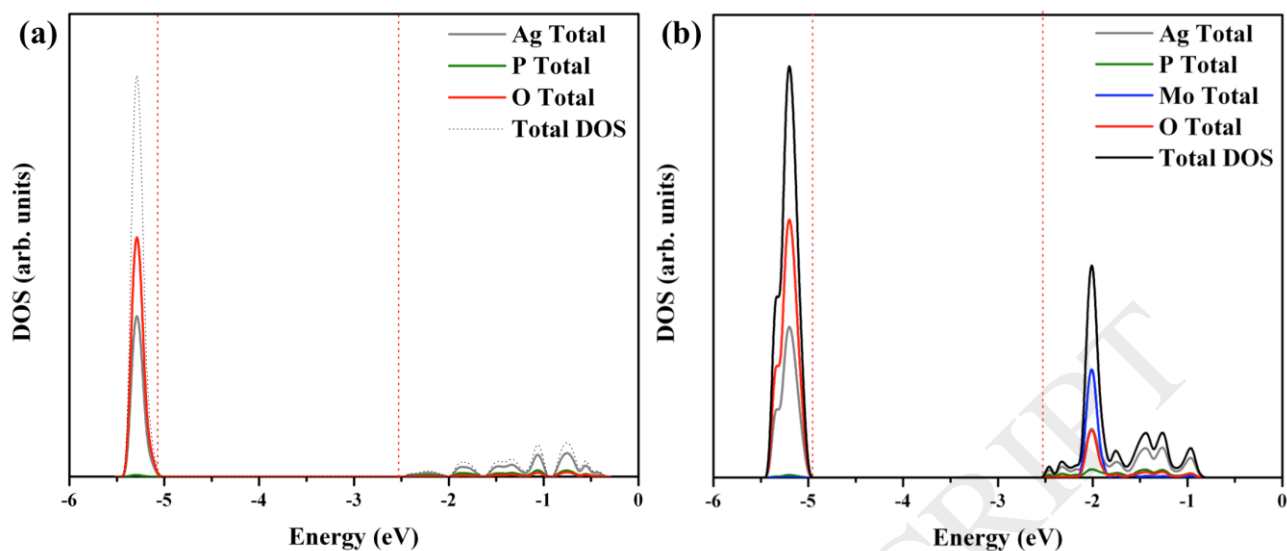 (a)
Ag Total
P Total
O Total
Total DOS
DOS (arb. units)
-6 -5 -4 -3 -2 -1 0
Energy (eV)
(b)
Ag Total
P Total
Mo Total
O Total
Total DOS
DOS (arb. units)
-6 -5 -4 -3 -2 -1 0
Energy (eV)
SCRIPT